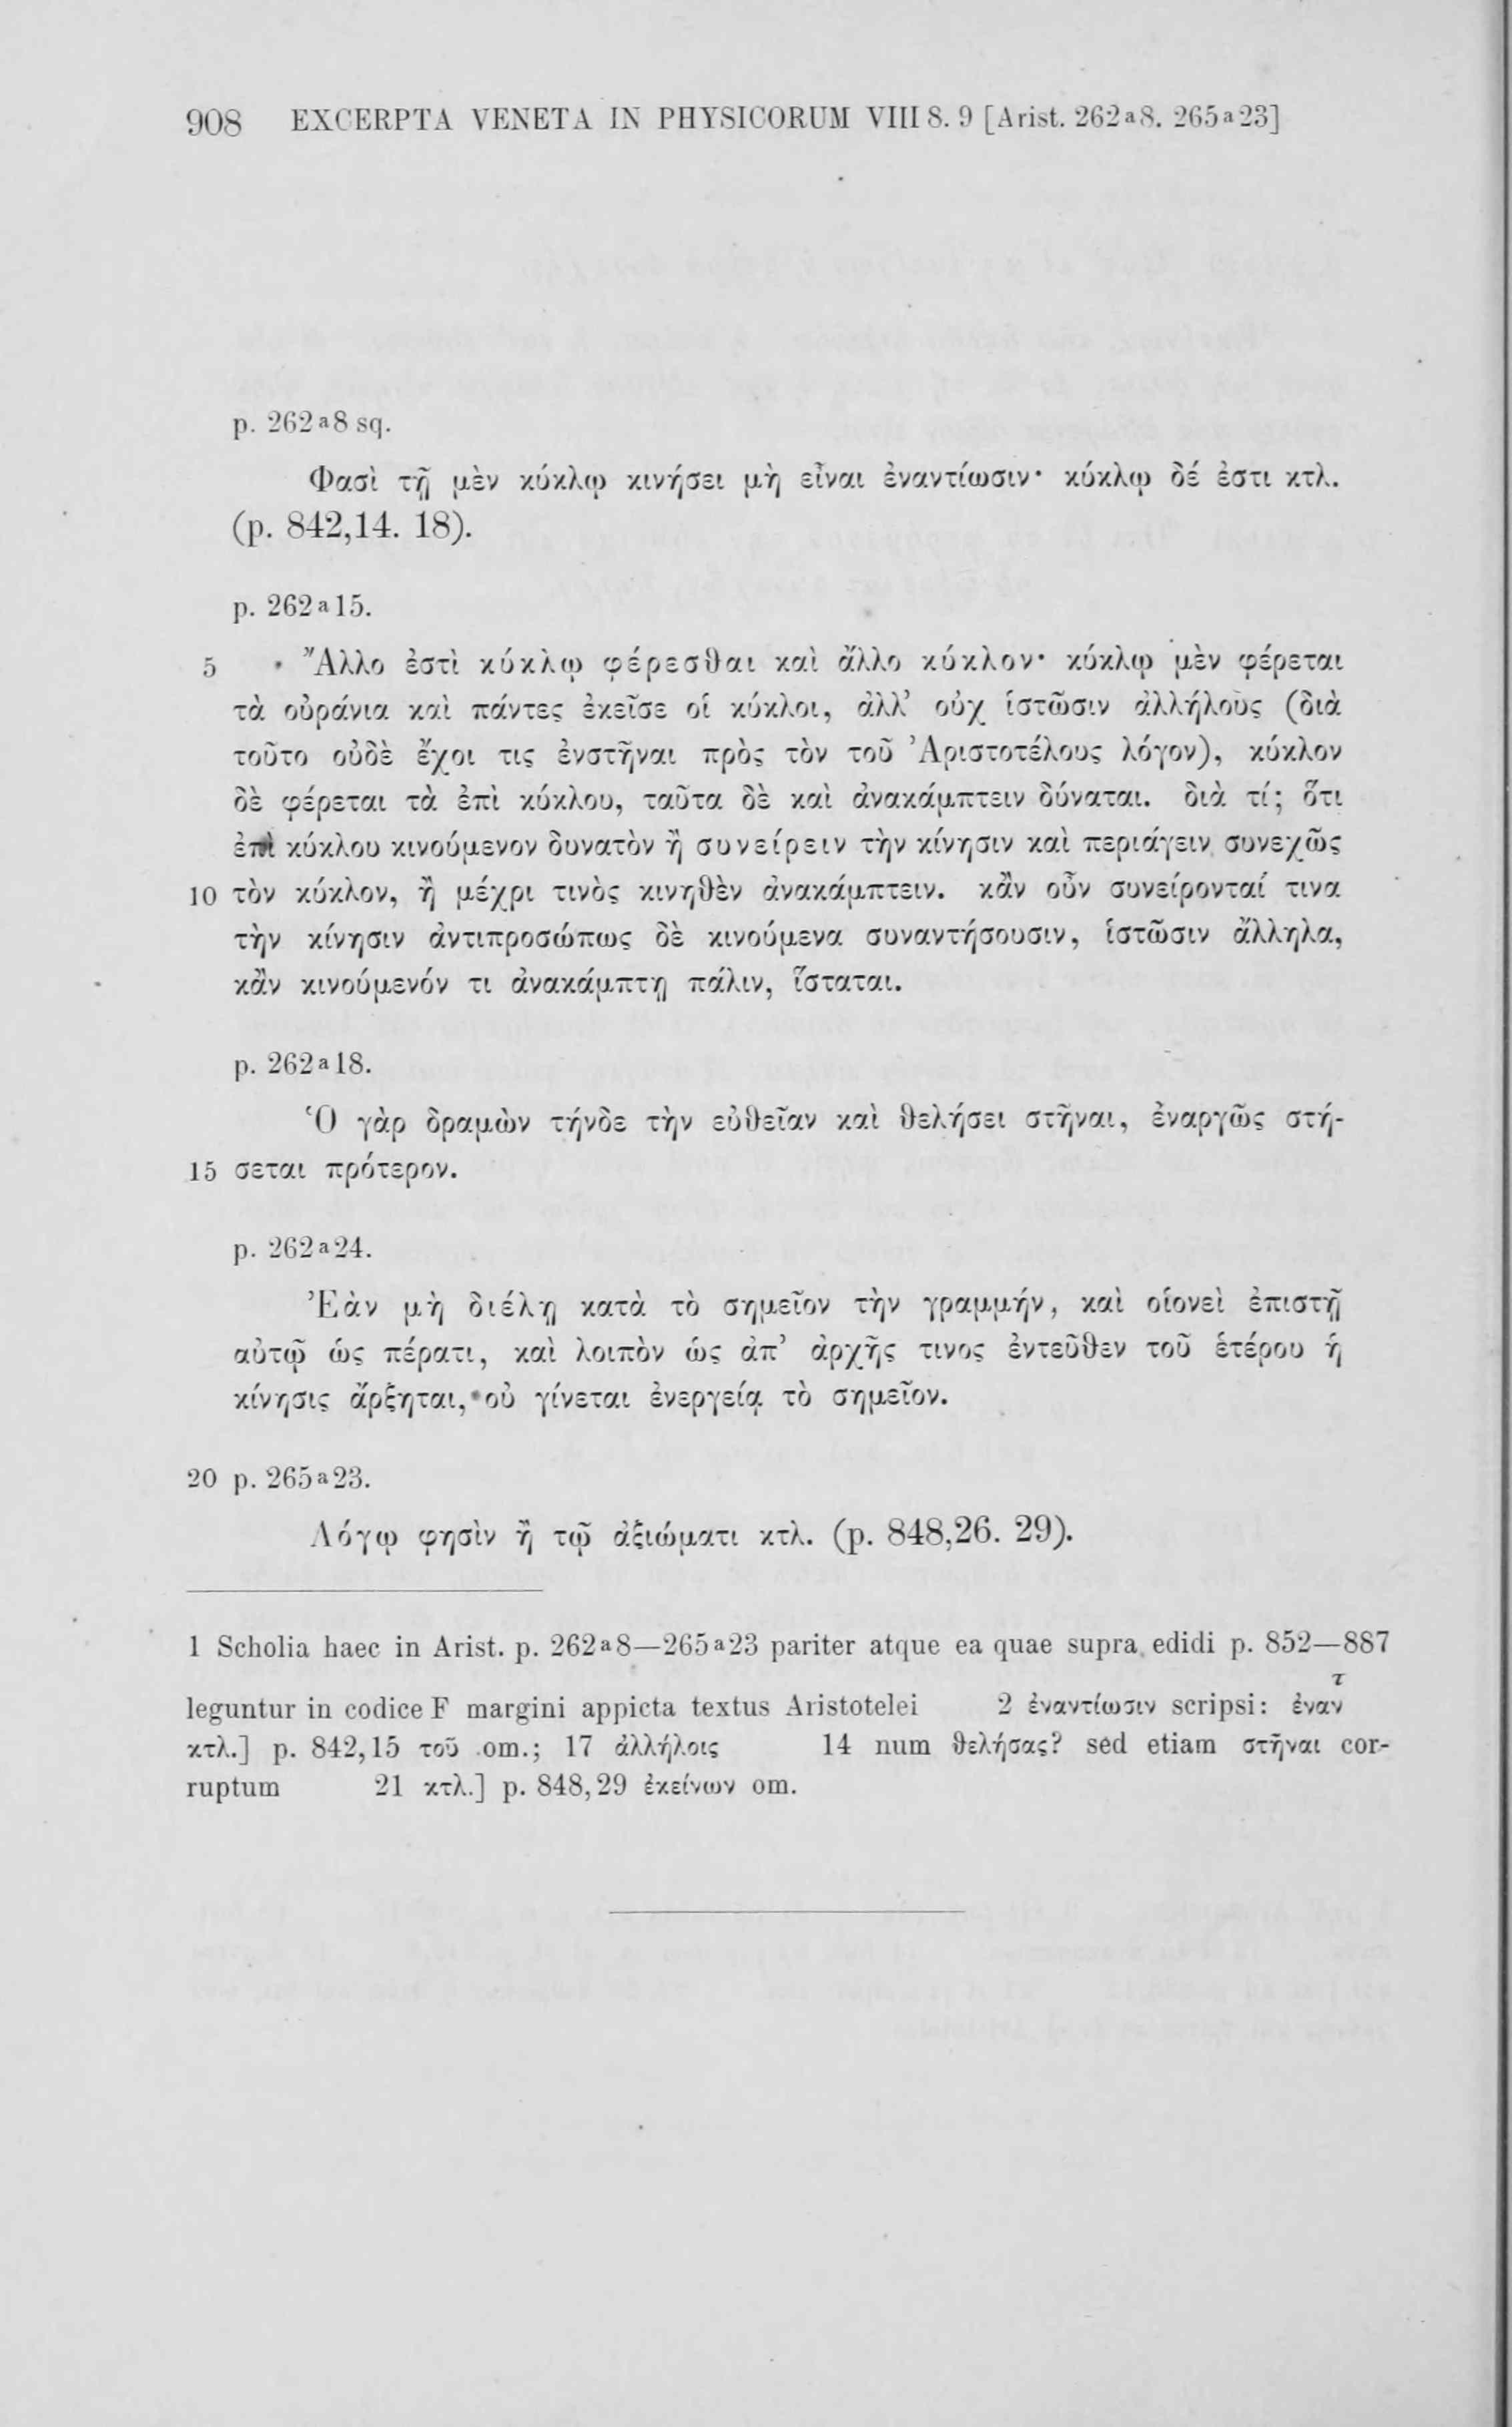 908 EXCERPTA VENETA IN PHYSICORUM VIII 8. 9 [Arist. 262a8. 265a23]
p. 262a8 sq.
Φασὶ τῇ μὲν κύκλῳ κινήσει μὴ εἶναι ἐναντίωσιν· κύκλῳ δέ ἐστι κτλ.
(p. 842,14. 18).
p. 262a15.
5 Ἄλλο ἐστὶ κύκλῳ φέρεσθαι καὶ ἄλλο κύκλον· κύκλῳ μὲν φέρεται
τὰ οὐράνια καὶ πάντες ἐκεῖσε οἱ κύκλοι, ἀλλ’ οὐχ ἱστῶσιν ἀλλήλους (διὰ
τοῦτο οὐδὲ ἔχοι τις ἐνστῆναι πρὸς τὸν τοῦ Ἀριστοτέλους λόγον), κύκλον
δὲ φέρεται τὰ ἐπὶ κύκλου, ταῦτα δὲ καὶ ἀνακάμπτειν δύναται. διὰ τί; ὅτι
ἐπὶ κύκλου κινούμενον δυνατὸν ἢ συνείρειν τὴν κίνησιν καὶ περιάγειν συνεχῶς
10 τὸν κύκλον, ἢ μέχρι τινὸς κινηθὲν ἀνακάμπτειν. κἂν οὖν συνείρονταί τινα
τὴν κίνησιν ἀντιπροσώπως δὲ κινούμενα συναντήσουσιν, ἱστῶσιν ἄλληλα,
κἂν κινούμενόν τι ἀνακάμπτῃ πάλιν, ἵσταται.
p. 262a18.
Ὁ γὰρ δραμὼν τήνδε τὴν εὐθεῖαν καὶ θελήσει στῆναι, ἐναργῶς στή-
15 σεται πρότερον.
p. 262a24.
Ἐὰν μὴ διέλῃ κατὰ τὸ σημεῖον τὴν γραμμήν, καὶ οἱονεὶ ἐπιστῇ
αὐτῷ ὡς πέρατι, καὶ λοιπὸν ὡς ἀπ’ ἀρχῆς τινος ἐντεῦθεν τοῦ ἑτέρου ἡ
κίνησις ἄρξηται, οὐ γίνεται ἐνεργείᾳ τὸ σημεῖον.
20 p. 265a23.
Λόγῳ φησὶν ἢ τῷ ἀξιώματι κτλ. (p. 848,26. 29).
1 Scholia haec in Arist. p. 262a8—265a23 pariter atque ea quae supra edidi p. 852—887
leguntur in codice F margini appicta textus Aristotelei 2 ἐναντίωσιν scripsi: ἐναντ
κτλ.] p. 842,15 τοῦ om.; 17 ἀλλήλοις 14 num θελήσας? sed etiam στῆναι cor-
ruptum 21 κτλ.] p. 848,29 ἐκείνων om.